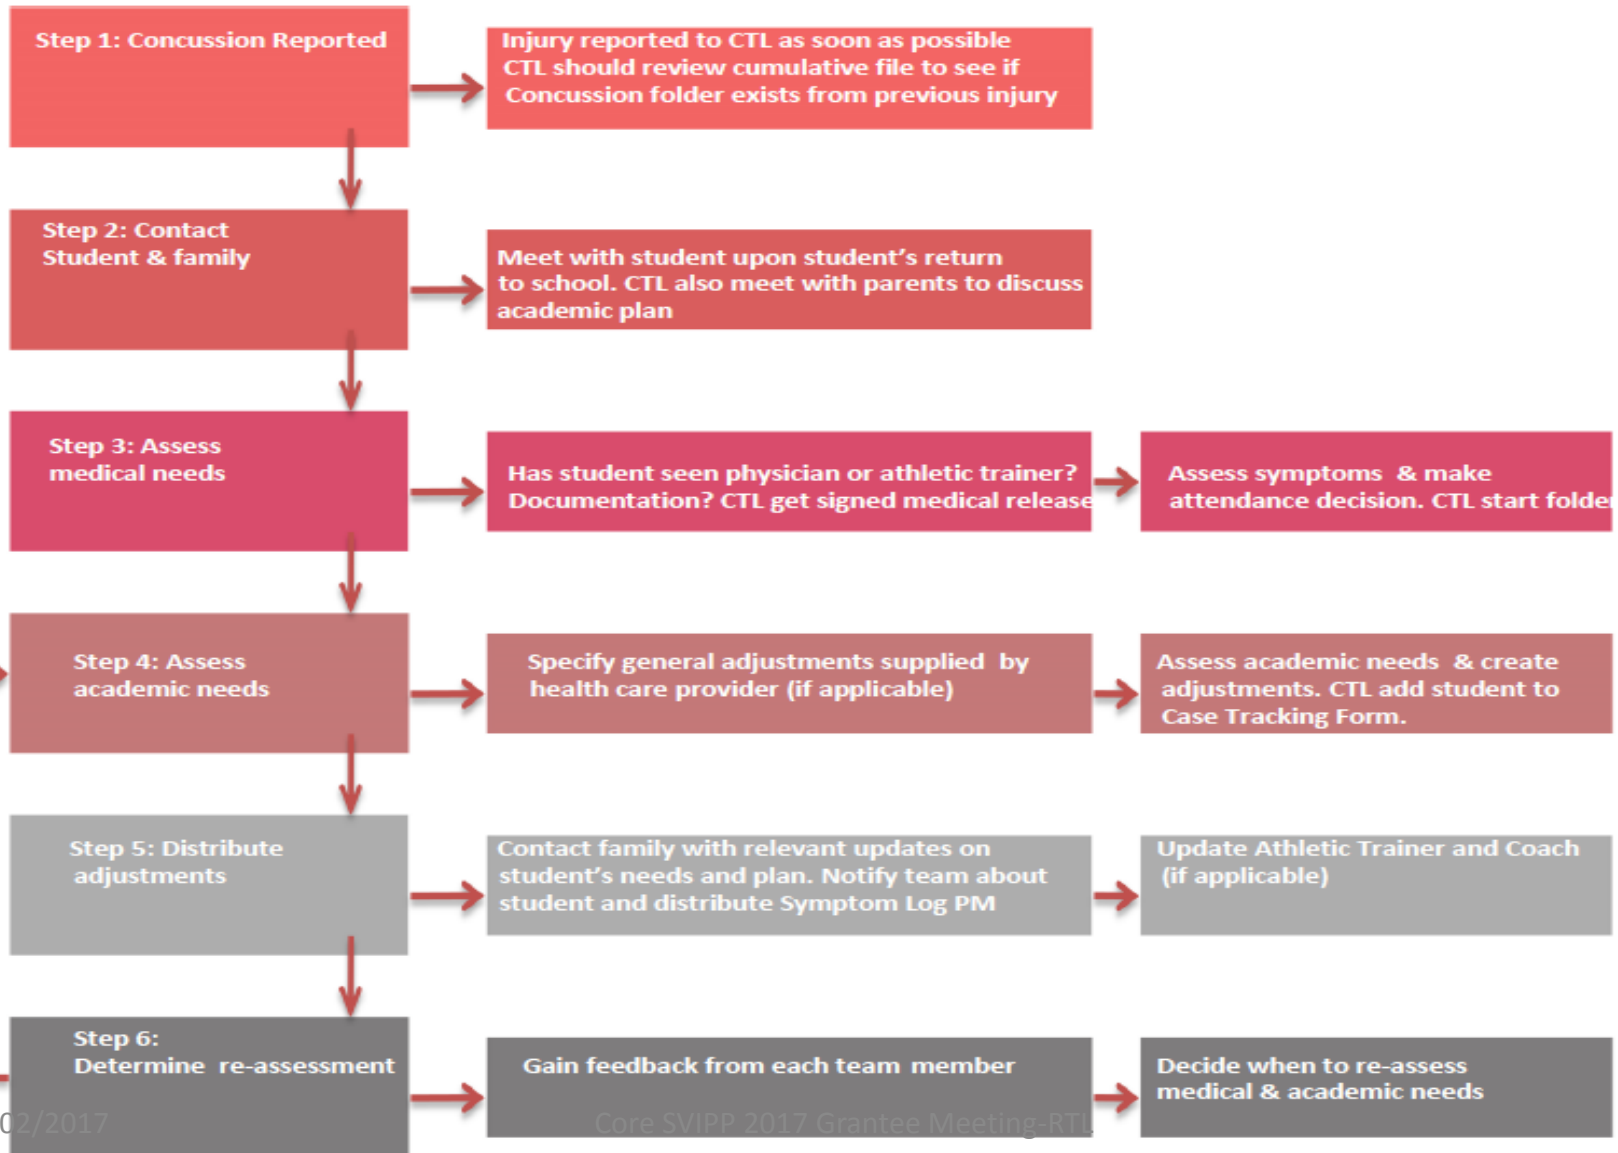 Step 1: Concussion Reported
Injury reported to CTL as soon as possible
CTL should review cumulative file to see if
Concussion folder exists from previous injury
Step 2: Contact
Student & family
Meet with student upon student’s return
to school. CTL also meet with parents to discuss
academic plan
Step 3: Assess
medical needs
Has student seen physician or athletic trainer?
Documentation? CTL get signed medical release
Assess symptoms & make
attendance decision. CTL start folder
Step 4: Assess
academic needs
Specify general adjustments supplied by
health care provider (if applicable)
Assess academic needs & create
adjustments. CTL add student to
Case Tracking Form.
Step 5: Distribute
adjustments
Contact family with relevant updates on
student’s needs and plan. Notify team about
student and distribute Symptom Log PM
Update Athletic Trainer and Coach
(if applicable)
Step 6:
Determine re-assessment
Gain feedback from each team member
Decide when to re-assess
medical & academic needs
02/2017
Core SVIPP 2017 Grantee Meeting-RTL